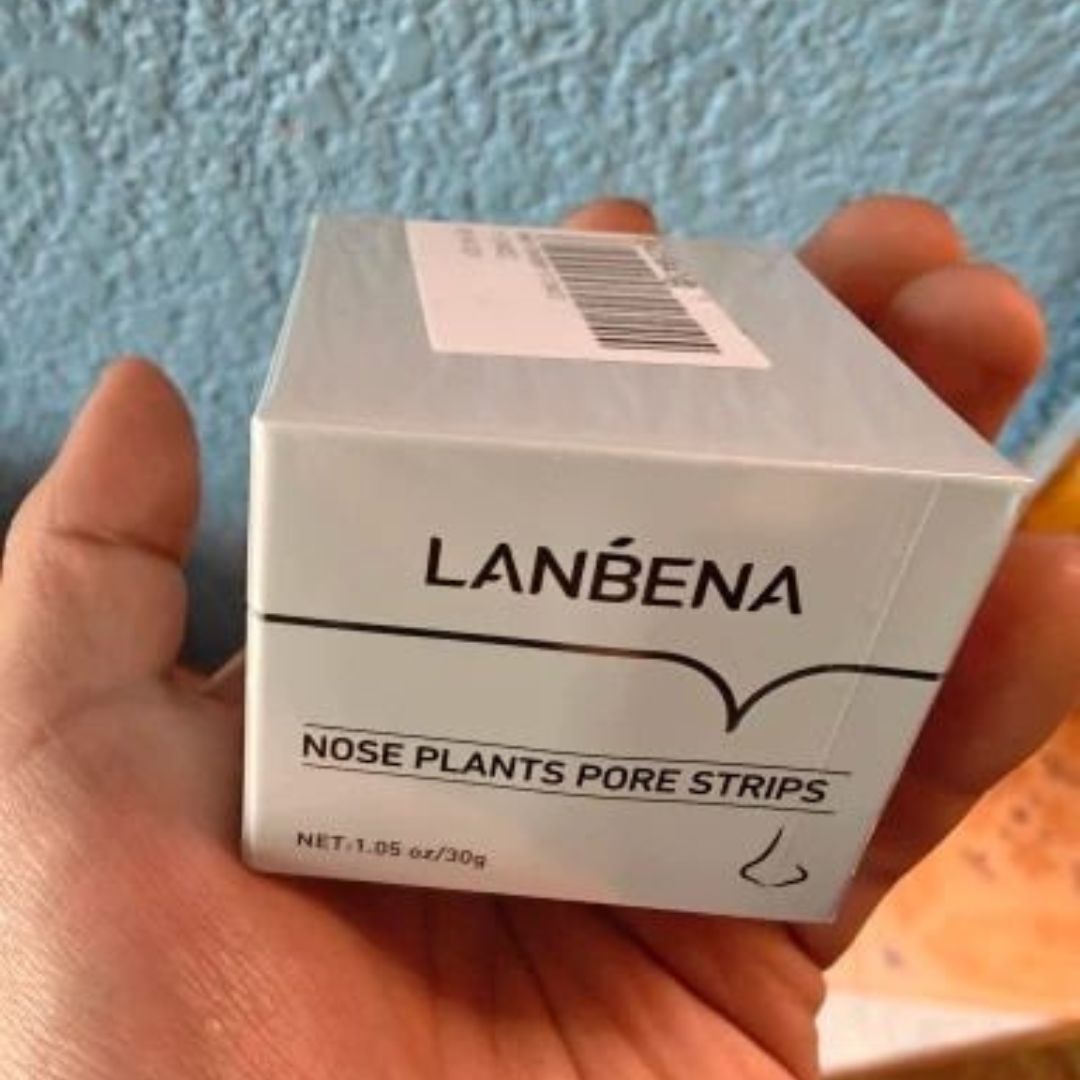 LANBENA
NOSE PLANTS PORE STRIPS
NET:1.05 oz/30g